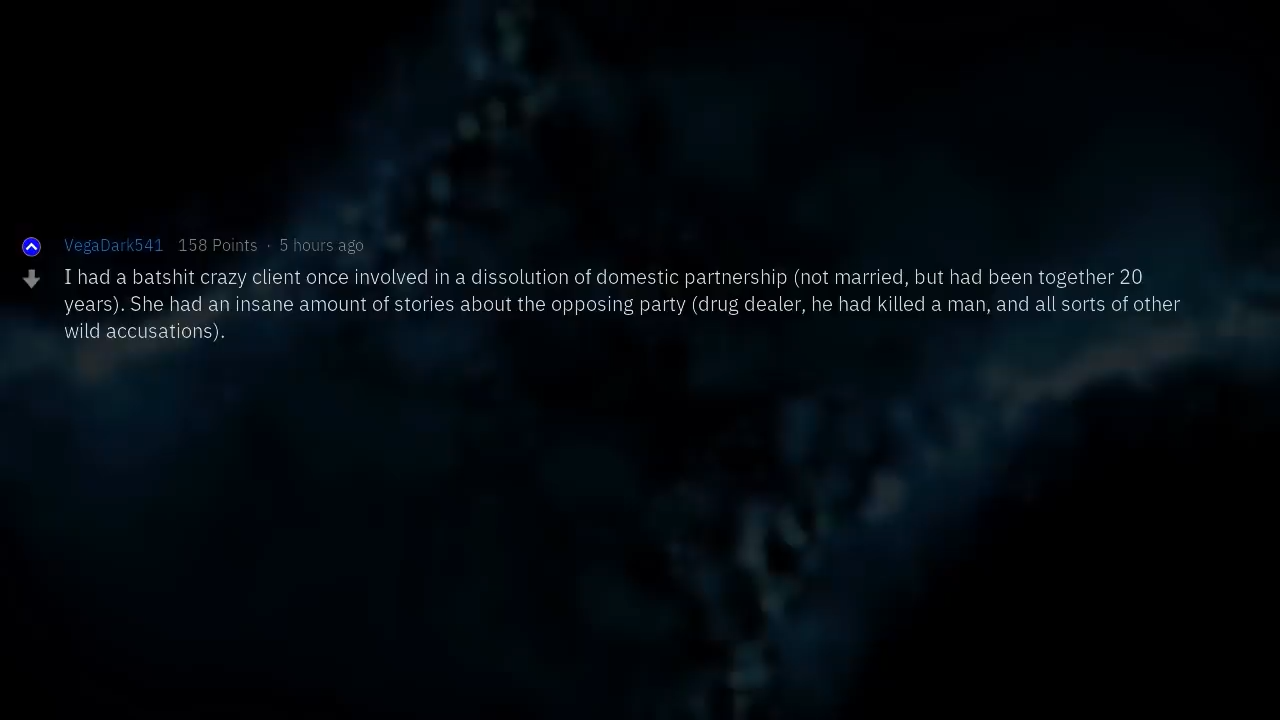 VegaDark541 158 Points · 5 hours ago
I had a batshit crazy client once involved in a dissolution of domestic partnership (not married, but had been together 20
years). She had an insane amount of stories about the opposing party (drug dealer, he had killed a man, and all sorts of other
wild accusations).